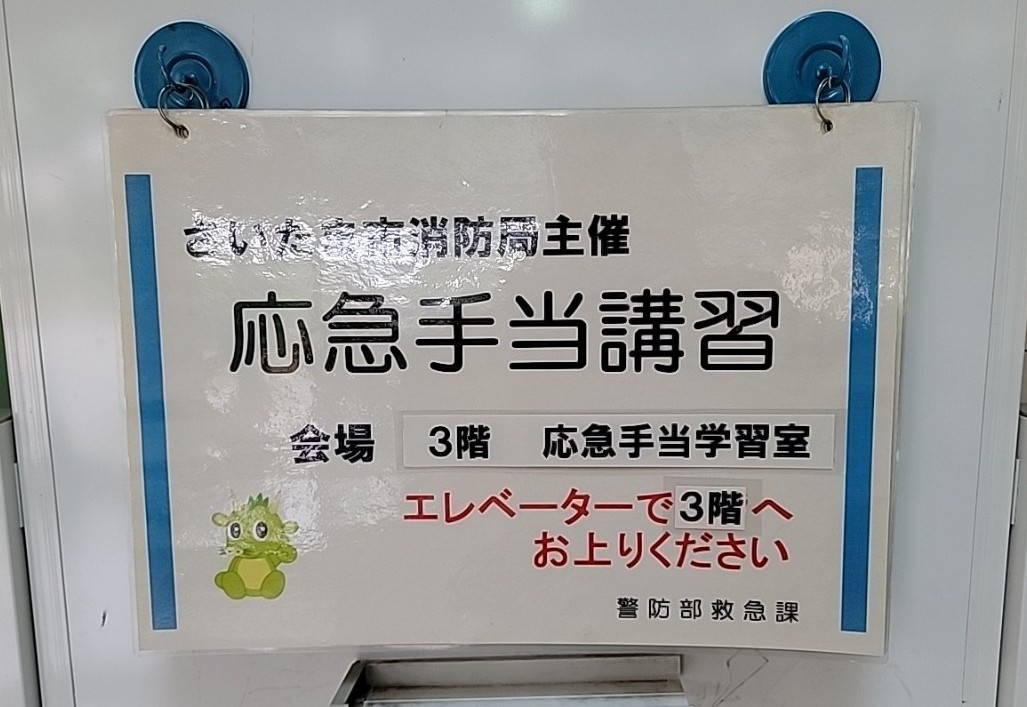 さいたま市消防局主催
応急手当講習
会場 3階 応急手当学習室
エレベーターで3階へ
お上りください
警防部救急課